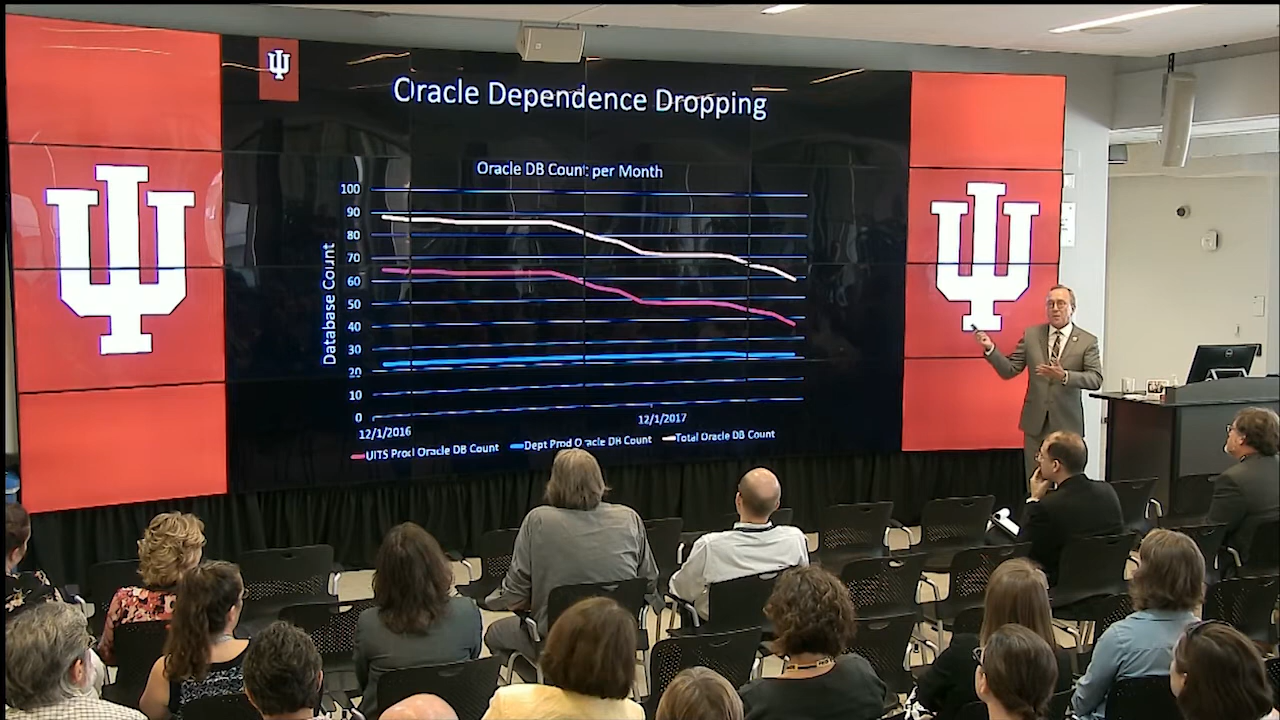 Oracle Dependence Dropping
Oracle DB Count per Month
Database Count
100
90
80
70
60
50
40
30
20
10
0
12/1/2016
12/1/2017
UITS Prod Oracle DB Count
Dept Prod Oracle DB Count
Total Oracle DB Count